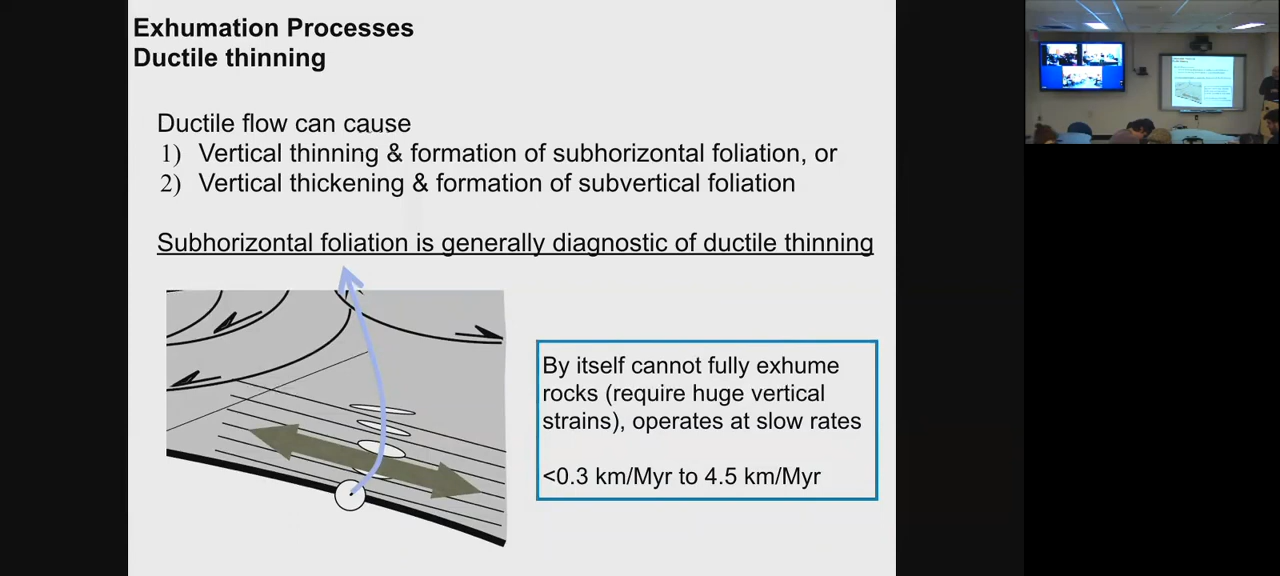 Exhumation Processes
Ductile thinning
Ductile flow can cause
1) Vertical thinning & formation of subhorizontal foliation, or
2) Vertical thickening & formation of subvertical foliation
Subhorizontal foliation is generally diagnostic of ductile thinning
By itself cannot fully exhume
rocks (require huge vertical
strains), operates at slow rates
<0.3 km/Myr to 4.5 km/Myr